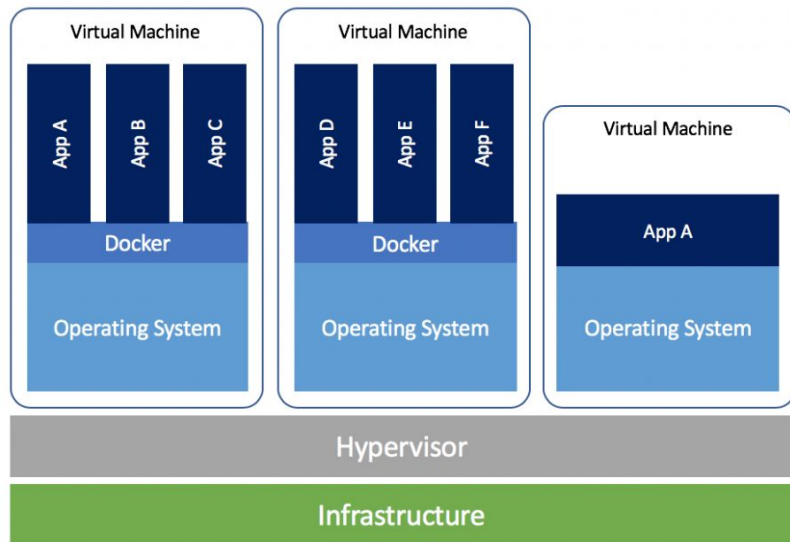 Virtual Machine
App A
App B
App C
Docker
Operating System
Virtual Machine
App D
App E
App F
Docker
Operating System
Virtual Machine
App A
Operating System
Hypervisor
Infrastructure